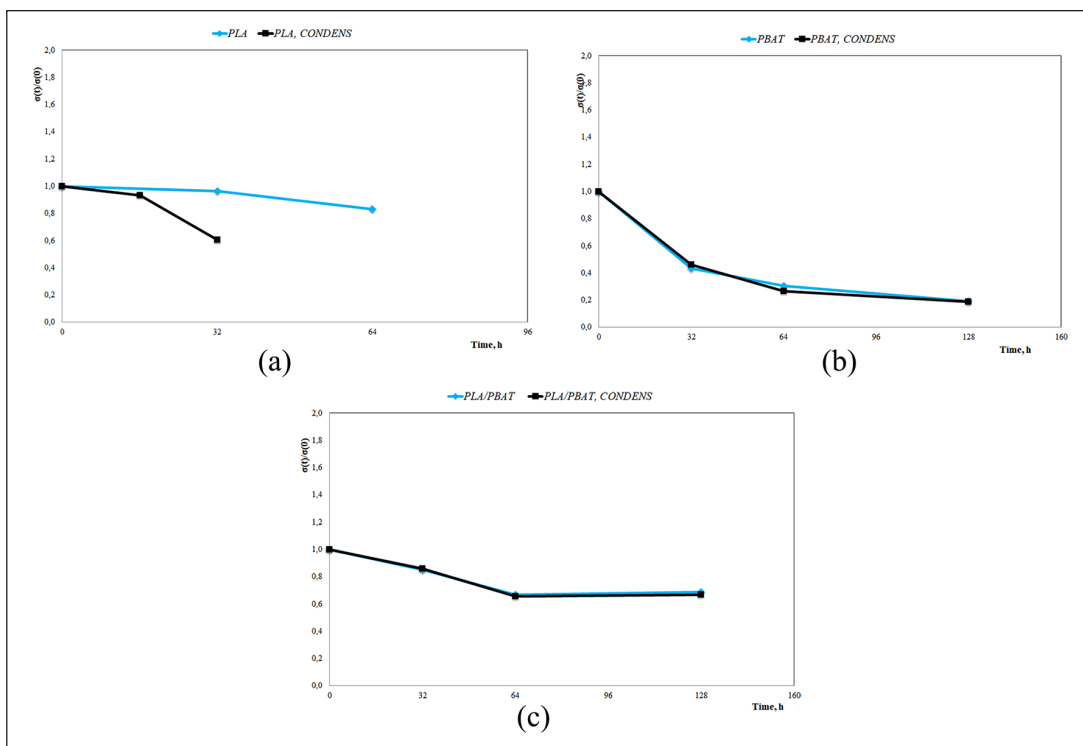 PLA PLA, CONDENS
σ(t)/σ(0)
2,0
1,8
1,6
1,4
1,2
1,0
0,8
0,6
0,4
0,2
0,0
0 32 64 96
Time, h
(a)
PBAT PBAT, CONDENS
σ(t)/σ(0)
2,0
1,8
1,6
1,4
1,2
1,0
0,8
0,6
0,4
0,2
0,0
0 32 64 96 128 160
Time, h
(b)
PLA/PBAT PLA/PBAT, CONDENS
σ(t)/σ(0)
2,0
1,8
1,6
1,4
1,2
1,0
0,8
0,6
0,4
0,2
0,0
0 32 64 96 128 160
Time, h
(c)